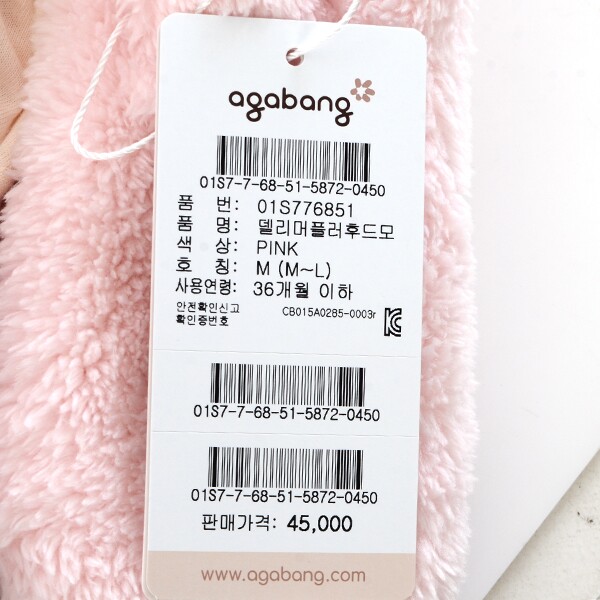 agabang
01S7-7-68-51-5872-0450
품 번: 01S776851
품 명: 델리머플러후드모
색 상: PINK
호 칭: M (M~L)
사용연령: 36개월 이하
안전확인신고
확인증번호 CB015A0285-0003r
01S7-7-68-51-5872-0450
01S7-7-68-51-5872-0450
판매가격: 45,000
www.agabang.com